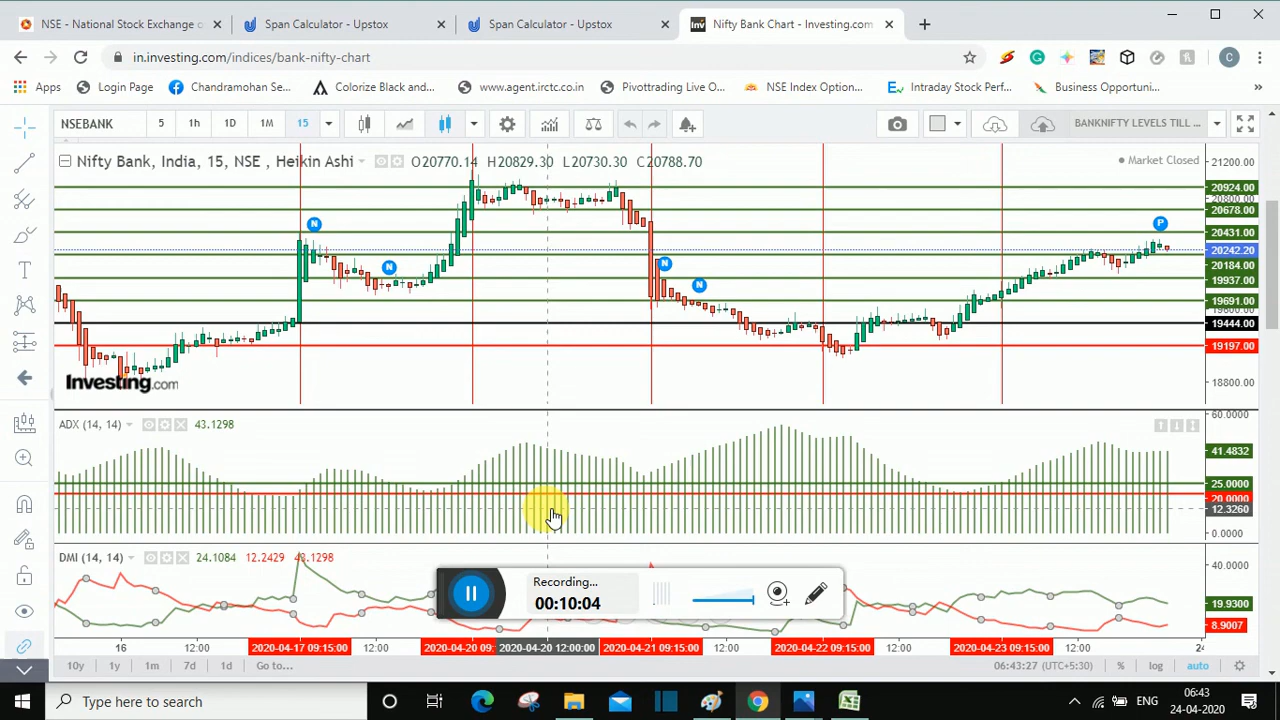 NSE - National Stock Exchange o
Span Calculator - Upstox
Span Calculator - Upstox
Inv
Nifty Bank Chart - Investing.com
in.investing.com/indices/bank-nifty-chart
C
Apps
Login Page
Chandramohan Se...
Colorize Black and...
www.agent.irctc.co.in
Pivottrading Live O...
NSE Index Option...
Intraday Stock Perf...
Business Opportuni...
NSEBANK
5
1h
1D
1M
15
BANKNIFTY LEVELS TILL ...
Nifty Bank, India, 15, NSE , Heikin Ashi
O20770.14 H20829.30 L20730.30 C20788.70
Market Closed
21200.00
20924.00
20800.00
20678.00
20431.00
20242.20
20184.00
19937.00
19691.00
19600.00
19444.00
19197.00
18800.00
N
N
N
N
P
Investing.com
ADX (14, 14)
43.1298
60.0000
41.4832
25.0000
20.0000
12.3260
0.0000
DMI (14, 14)
24.1084
12.2429
43.1298
40.0000
19.9300
8.9007
Recording...
00:10:04
16
12:00
2020-04-17 09:15:00
12:00
2020-04-20 09:
2020-04-20 12:00:00
2020-04-21 09:15:00
12:00
2020-04-22 09:15:00
12:00
2020-04-23 09:15:00
12:00
24
10y
1y
1m
7d
1d
Go to...
06:43:27 (UTC+5:30)
%
log
auto
Type here to search
ENG
06:43
24-04-2020